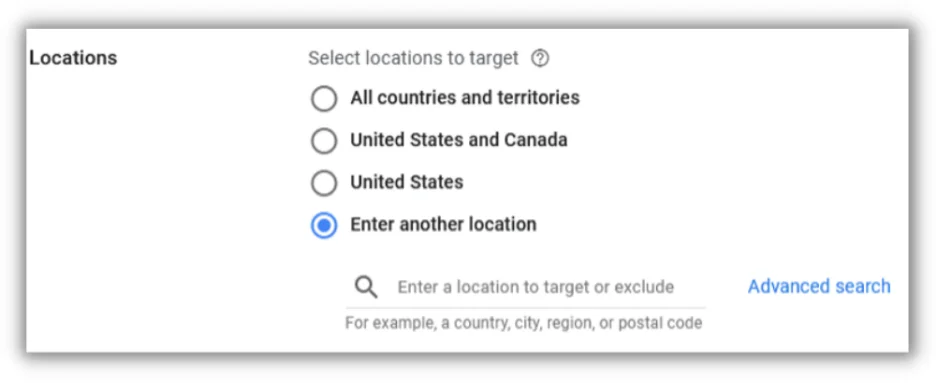 Locations
Select locations to target ?
All countries and territories
United States and Canada
United States
Enter another location
Enter a location to target or exclude
Advanced search
For example, a country, city, region, or postal code